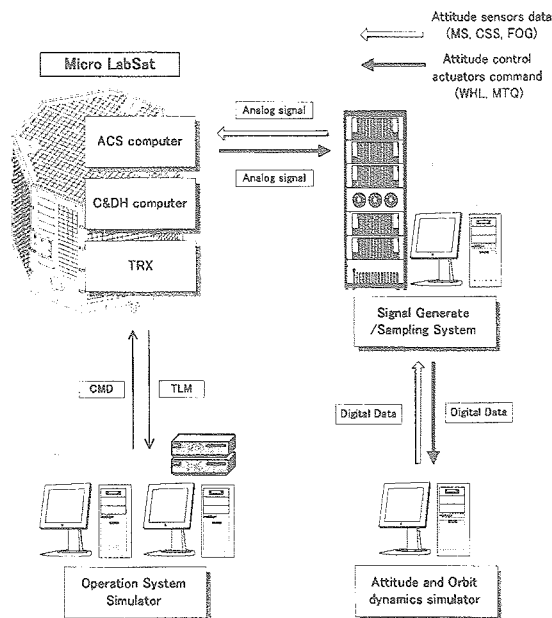 Attitude sensors data
(MS, CSS, FOG)
Attitude control
actuators command
(WHL, MTQ)
Micro LabSat
ACS computer
C&DH computer
TRX
Analog signal
Analog signal
Signal Generate
/Sampling System
CMD
TLM
Digital Data
Digital Data
Operation System
Simulator
Attitude and Orbit
dynamics simulator